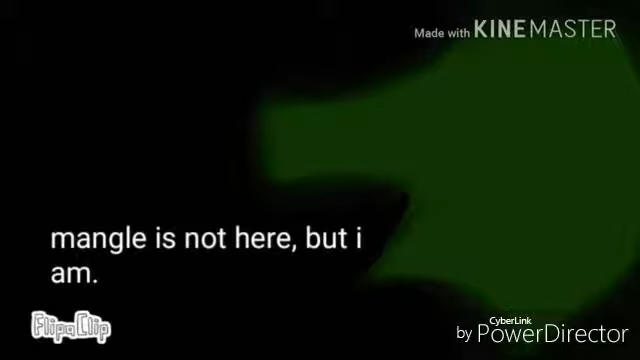 Made with KINEMASTER
mangle is not here, but i
am.
FlipaClip
CyberLink
by PowerDirector